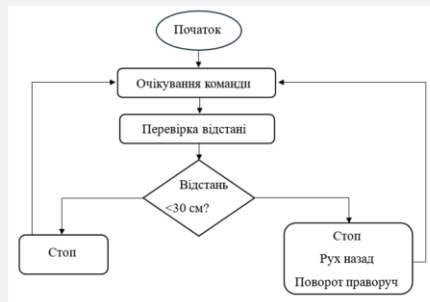 Початок
Очікування команди
Перевірка відстані
Відстань
<30 см?
Стоп
Стоп
Рух назад
Поворот праворуч